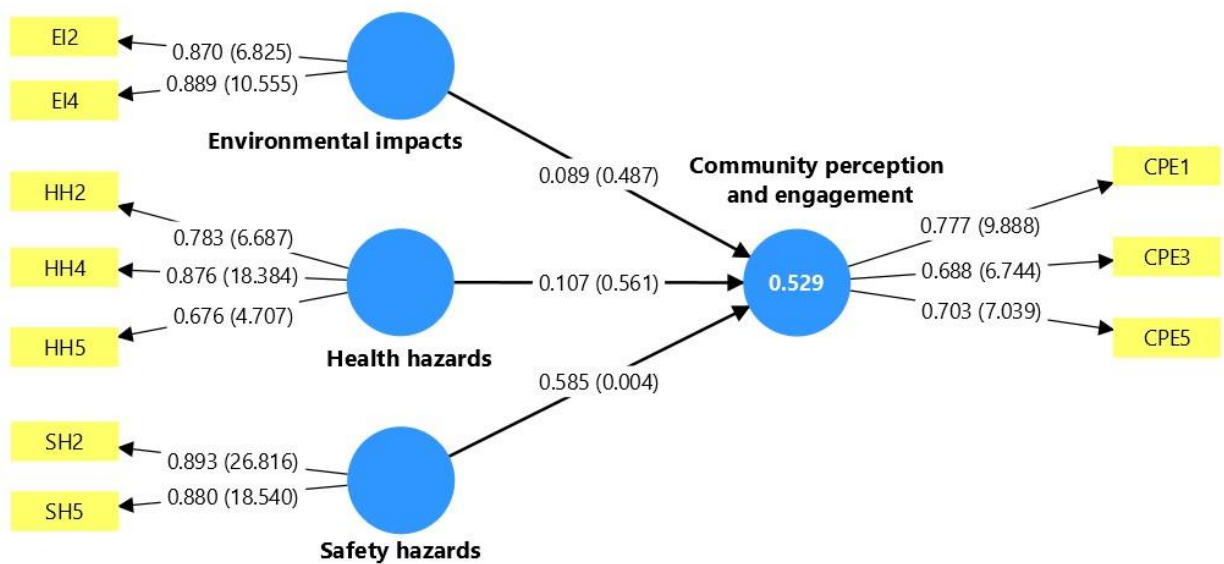 EI2
0.870 (6.825)
EI4
0.889 (10.555)
Environmental impacts
0.089 (0.487)
HH2
0.783 (6.687)
HH4
0.876 (18.384)
HH5
0.676 (4.707)
Health hazards
0.107 (0.561)
SH2
0.893 (26.816)
SH5
0.880 (18.540)
Safety hazards
0.585 (0.004)
Community perception
and engagement
0.529
CPE1
0.777 (9.888)
CPE3
0.688 (6.744)
CPE5
0.703 (7.039)